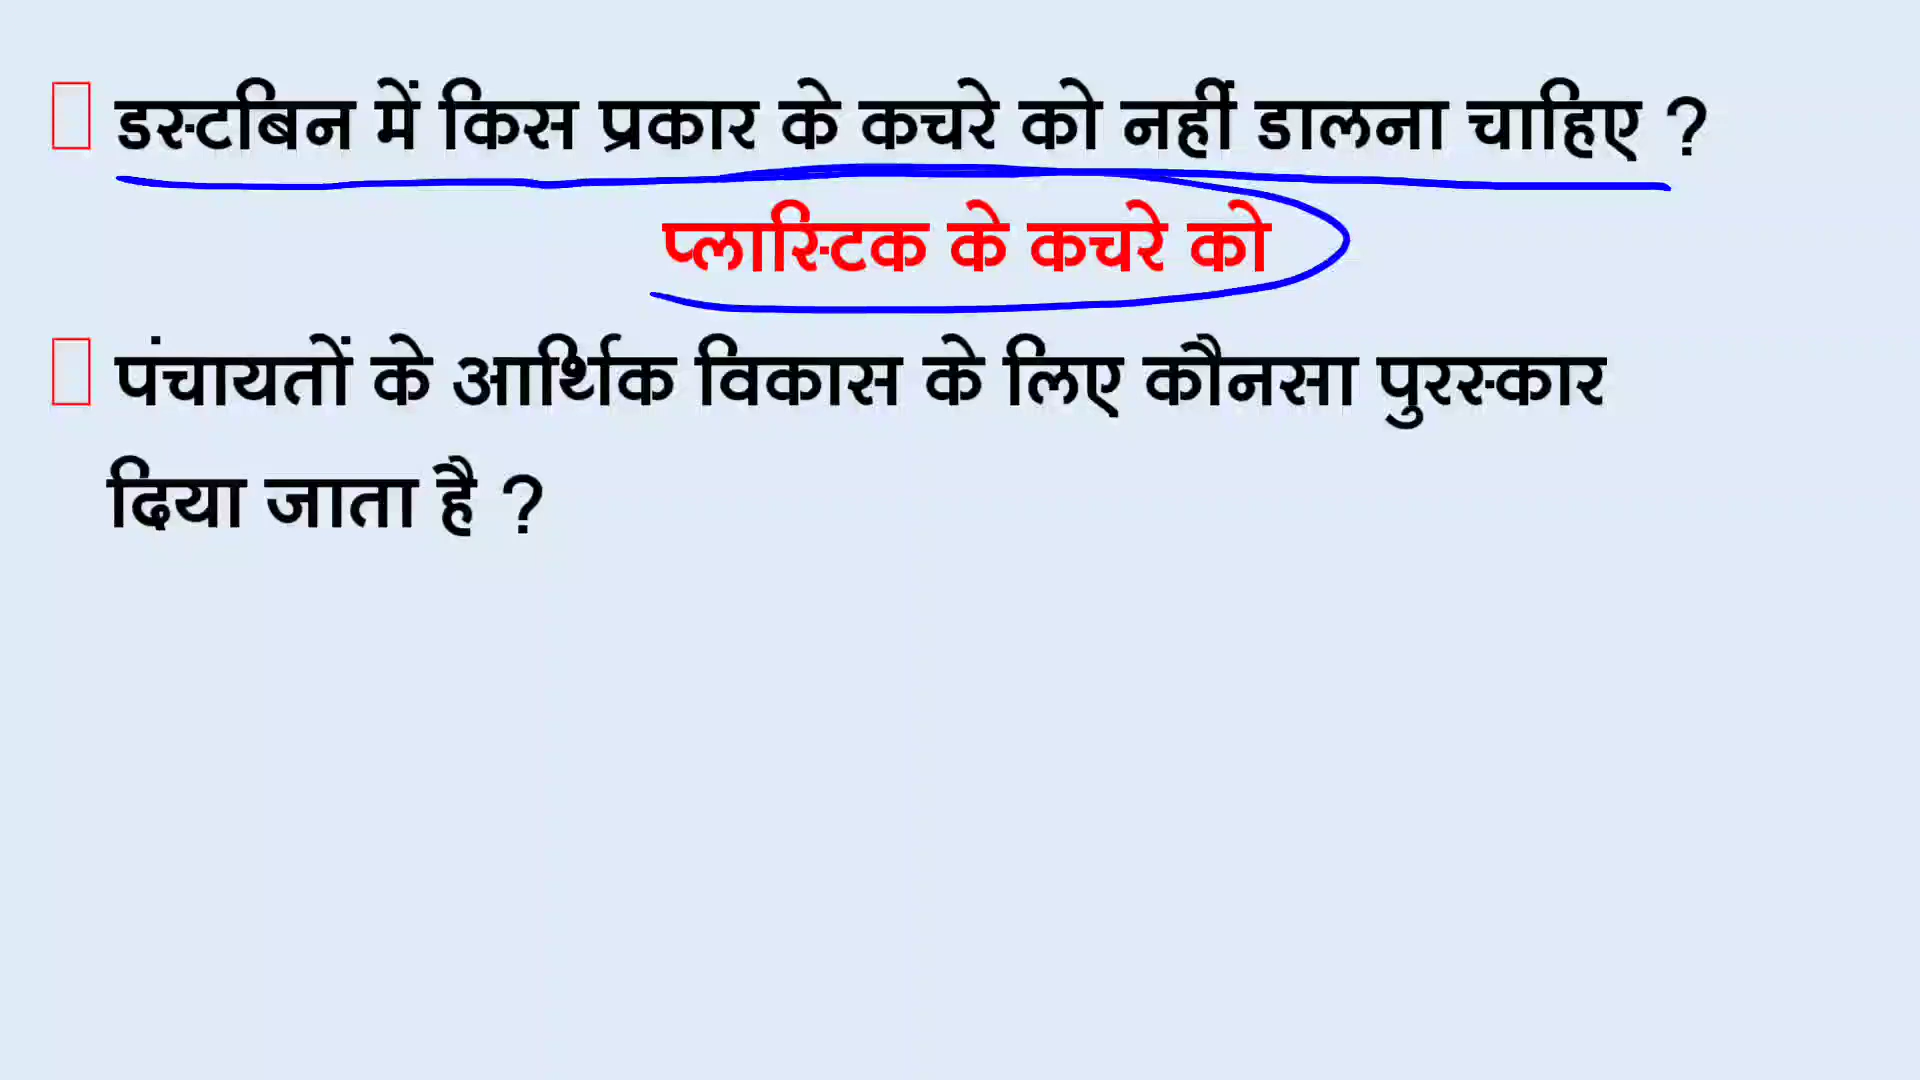 डस्टबिन में किस प्रकार के कचरे को नहीं डालना चाहिए ?
प्लास्टिक के कचरे को
पंचायतों के आर्थिक विकास के लिए कौनसा पुरस्कार
दिया जाता है ?